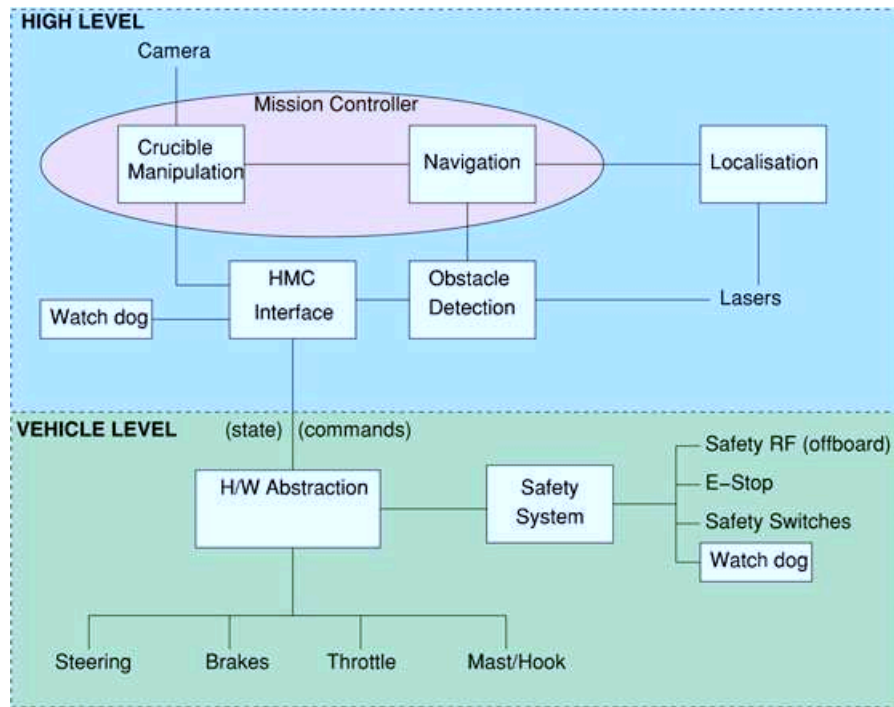 HIGH LEVEL
Camera
Mission Controller
Crucible
Manipulation
Navigation
Localisation
HMC
Interface
Obstacle
Detection
Lasers
Watch dog
VEHICLE LEVEL
(state) (commands)
H/W Abstraction
Safety
System
Safety RF (offboard)
E-Stop
Safety Switches
Watch dog
Steering
Brakes
Throttle
Mast/Hook